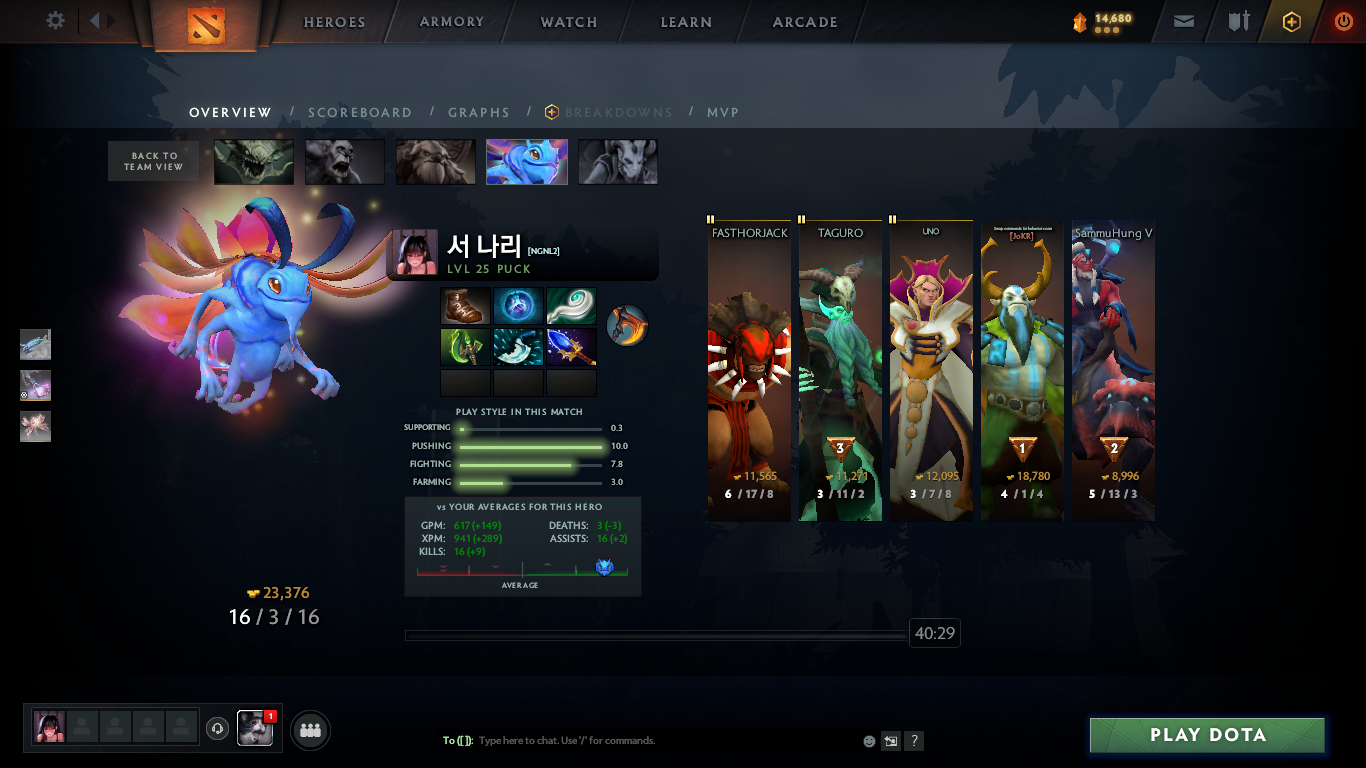 HEROES
ARMORY
WATCH
LEARN
ARCADE
14,680
OVERVIEW / SCOREBOARD / GRAPHS / BREAKDOWNS / MVP
BACK TO
TEAM VIEW
서 나리 [NGNL2]
LVL 25 PUCK
PLAY STYLE IN THIS MATCH
SUPPORTING 0.3
PUSHING 10.0
FIGHTING 7.8
FARMING 3.0
vs YOUR AVERAGES FOR THIS HERO
GPM: 617 (+149) DEATHS: 3 (-3)
XPM: 941 (+289) ASSISTS: 16 (+2)
KILLS: 16 (+9)
AVERAGE
23,376
16 / 3 / 16
FASTHORJACK
11,565
6 / 17 / 8
TAGURO
3
11,271
3 / 11 / 2
UNO
12,095
3 / 7 / 8
[JoKR]
1
18,780
4 / 1 / 4
SammuHung V
2
8,996
5 / 13 / 3
40:29
1
To ([ ]): Type here to chat. Use '/' for commands.
?
PLAY DOTA